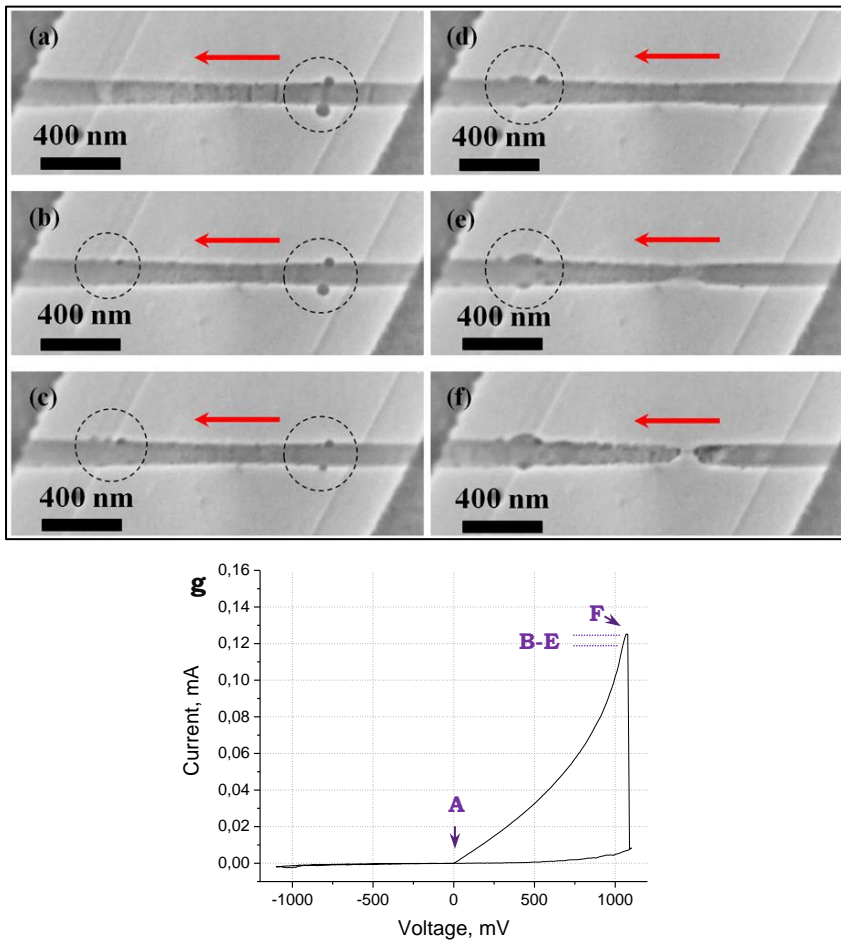 (a)
400 nm
(b)
400 nm
(c)
400 nm
(d)
400 nm
(e)
400 nm
(f)
400 nm
g
0,16
0,14
0,12
0,10
0,08
0,06
0,04
0,02
0,00
Current, mA
F
B-E
A
-1000
-500
0
500
1000
Voltage, mV